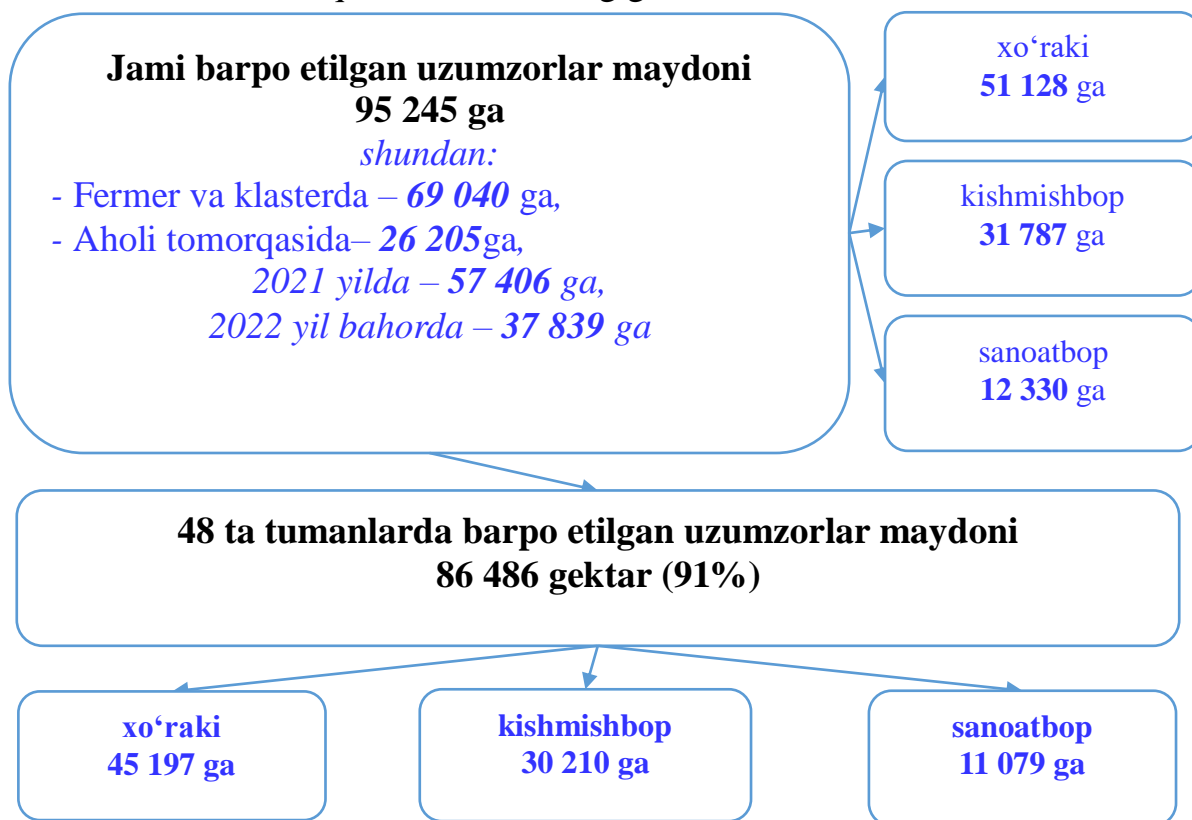 Jami barpo etilgan uzumzorlar maydoni
95 245 ga
shundan:
- Fermer va klasterda – 69 040 ga,
- Aholi tomorqasida– 26 205ga,
2021 yilda – 57 406 ga,
2022 yil bahorda – 37 839 ga
xo‘raki
51 128 ga
kishmishbop
31 787 ga
sanoatbop
12 330 ga
48 ta tumanlarda barpo etilgan uzumzorlar maydoni
86 486 gektar (91%)
xo‘raki
45 197 ga
kishmishbop
30 210 ga
sanoatbop
11 079 ga